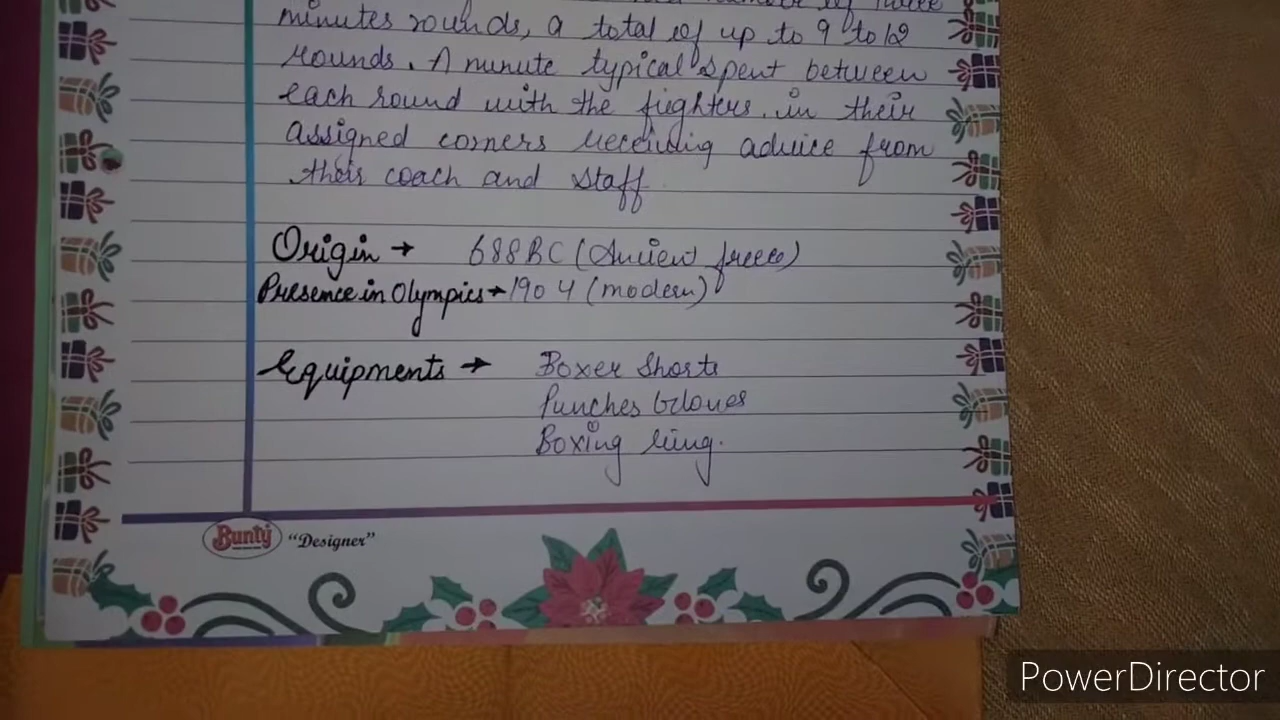 minutes rounds, a total of up to 9 to 12
rounds. A minute typical spent between
each round with the fighters in their
assigned corners receiving advice from
their coach and staff
Origin → 688BC (Ancient Greece)
Presence in Olympics → 1904 (modern)
Equipments → Boxer Shorts
Punches Gloves
Boxing ring.
Bunty "Designer"
PowerDirector